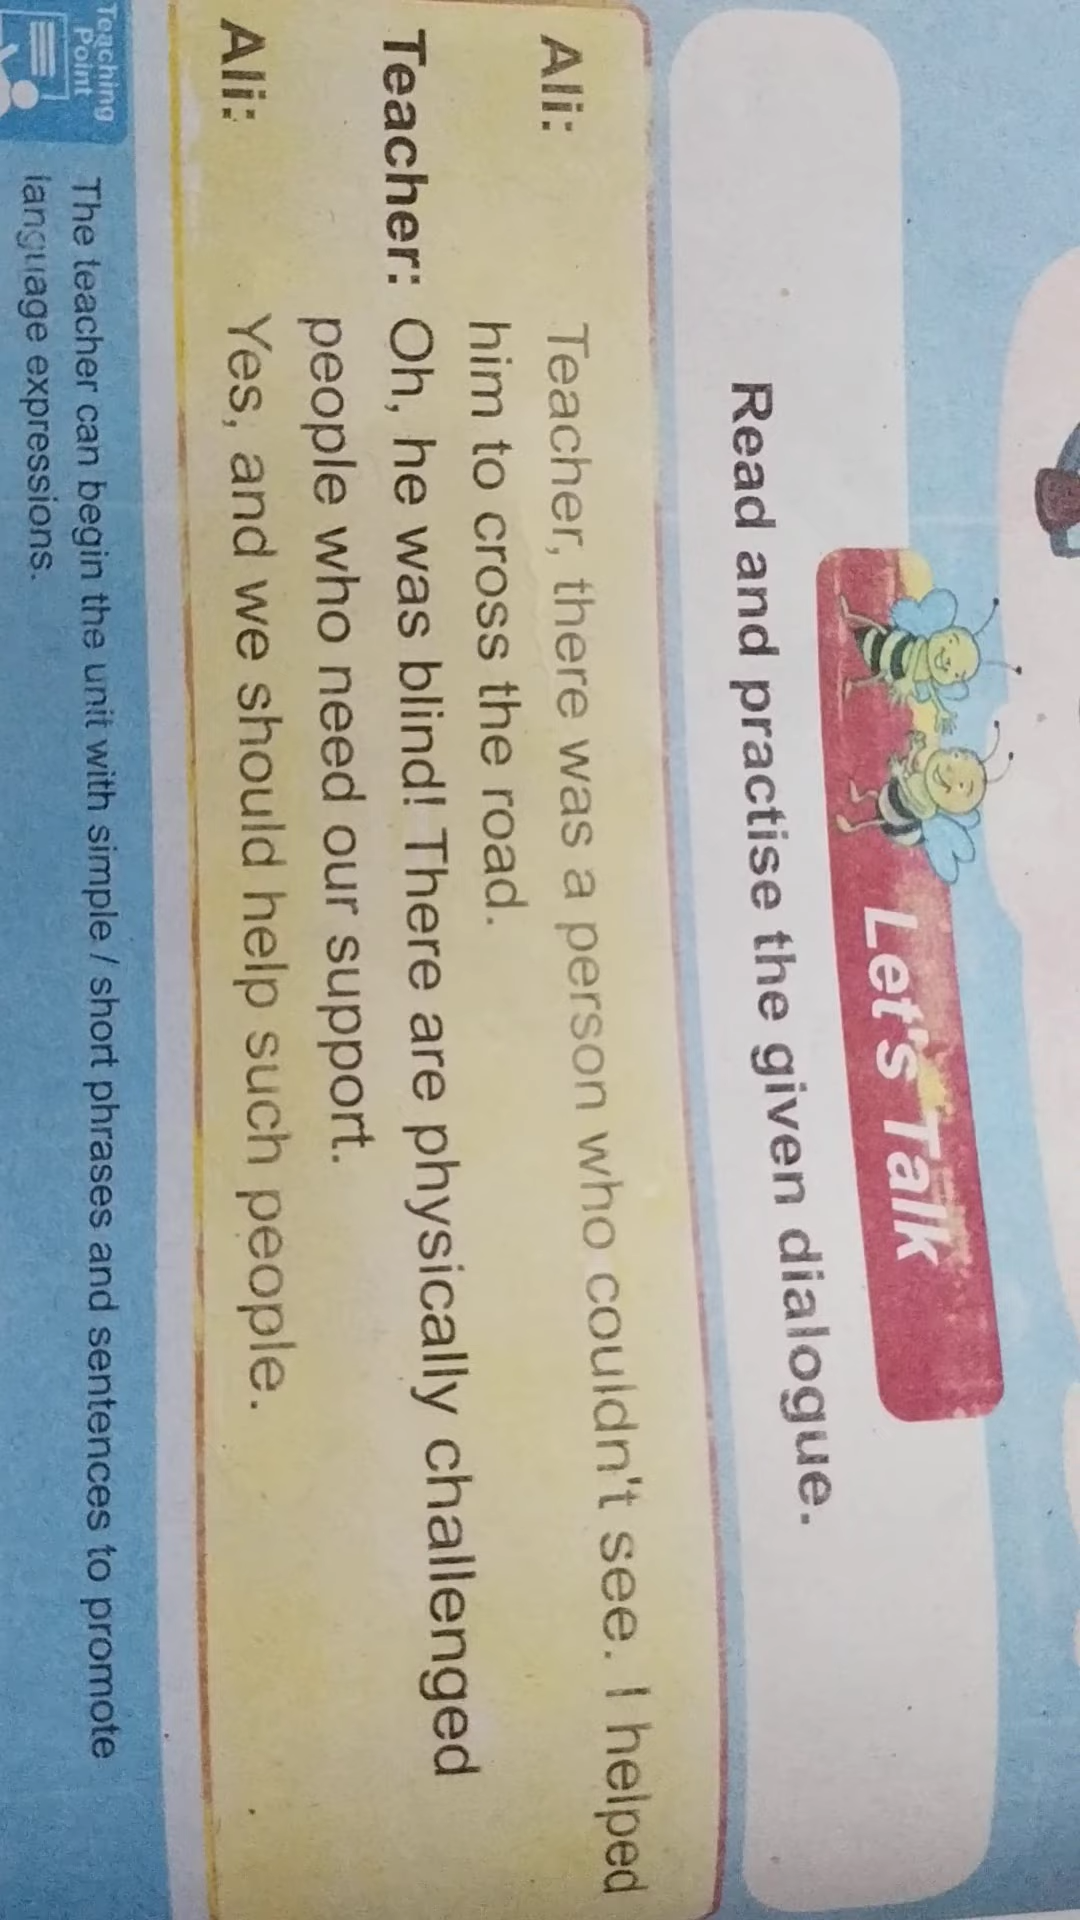 Let's Talk
Read and practise the given dialogue.
Ali: Teacher, there was a person who couldn't see. I helped
him to cross the road.
Teacher: Oh, he was blind! There are physically challenged
people who need our support.
Ali: Yes, and we should help such people.
Teaching
Point
The teacher can begin the unit with simple / short phrases and sentences to promote
language expressions.